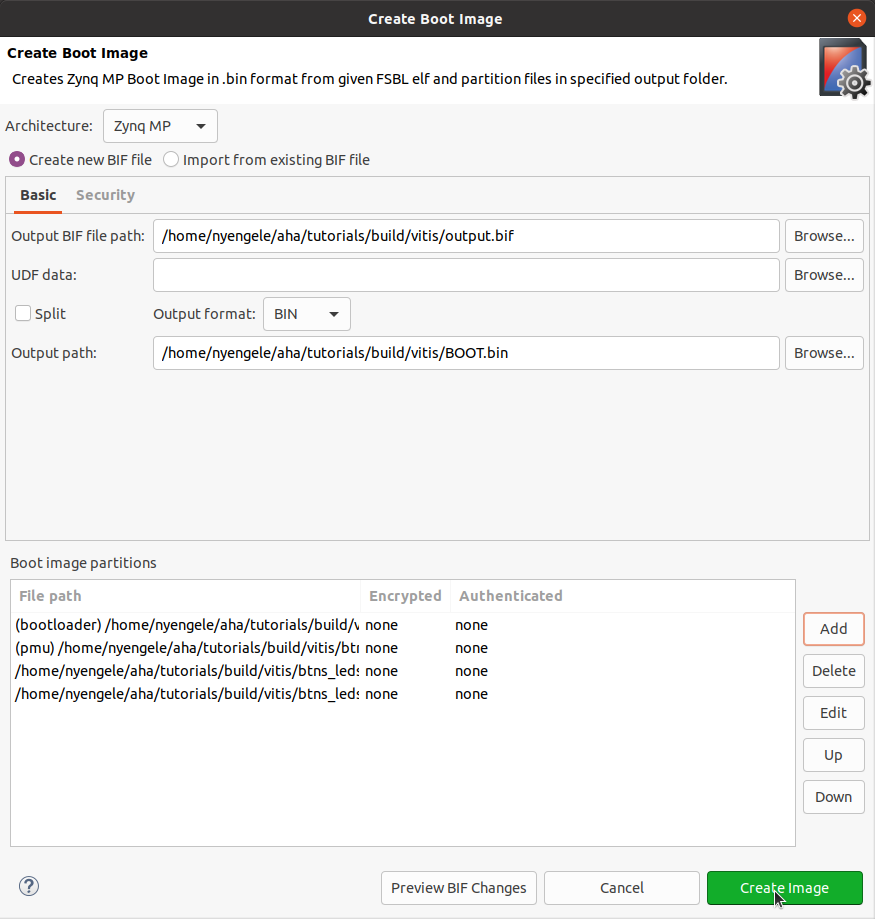 Create Boot Image
Create Boot Image
Creates Zynq MP Boot Image in .bin format from given FSBL elf and partition files in specified output folder.
Architecture: Zynq MP
Create new BIF file Import from existing BIF file
Basic Security
Output BIF file path: /home/nyengele/aha/tutorials/build/vitis/output.bif Browse...
UDF data: Browse...
Split Output format: BIN
Output path: /home/nyengele/aha/tutorials/build/vitis/BOOT.bin Browse...
Boot image partitions
File path Encrypted Authenticated
(bootloader) /home/nyengele/aha/tutorials/build/v none none
(pmu) /home/nyengele/aha/tutorials/build/vitis/btn none none
/home/nyengele/aha/tutorials/build/vitis/btns_leds none none
/home/nyengele/aha/tutorials/build/vitis/btns_leds none none
Add
Delete
Edit
Up
Down
? Preview BIF Changes Cancel Create Image